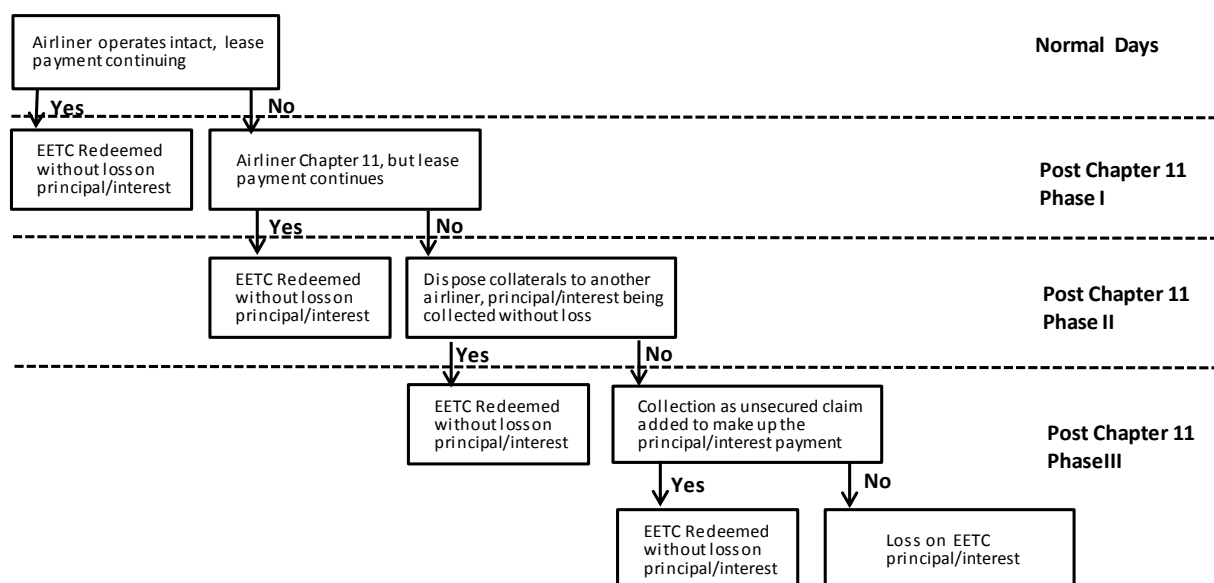 Airliner operates intact, lease
payment continuing
Normal Days
Yes
No
EETC Redeemed
without loss on
principal/interest
Airliner Chapter 11, but lease
payment continues
Post Chapter 11
Phase I
Yes
No
EETC Redeemed
without loss on
principal/interest
Dispose collaterals to another
airliner, principal/interest being
collected without loss
Post Chapter 11
Phase II
Yes
No
EETC Redeemed
without loss on
principal/interest
Collection as unsecured claim
added to make up the
principal/interest payment
Post Chapter 11
PhaseIII
Yes
No
EETC Redeemed
without loss on
principal/interest
Loss on EETC
principal/interest